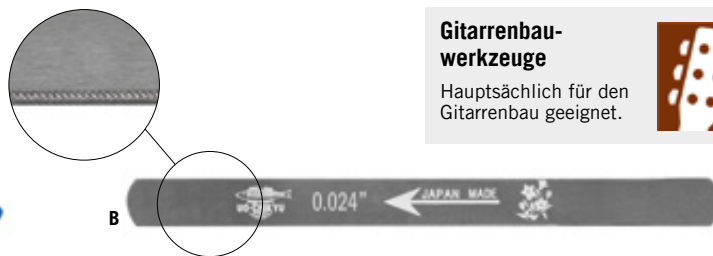 Gitarrenbau-
werkzeuge
Hauptsächlich für den
Gitarrenbau geeignet.
B
0.024"
JAPAN MADE